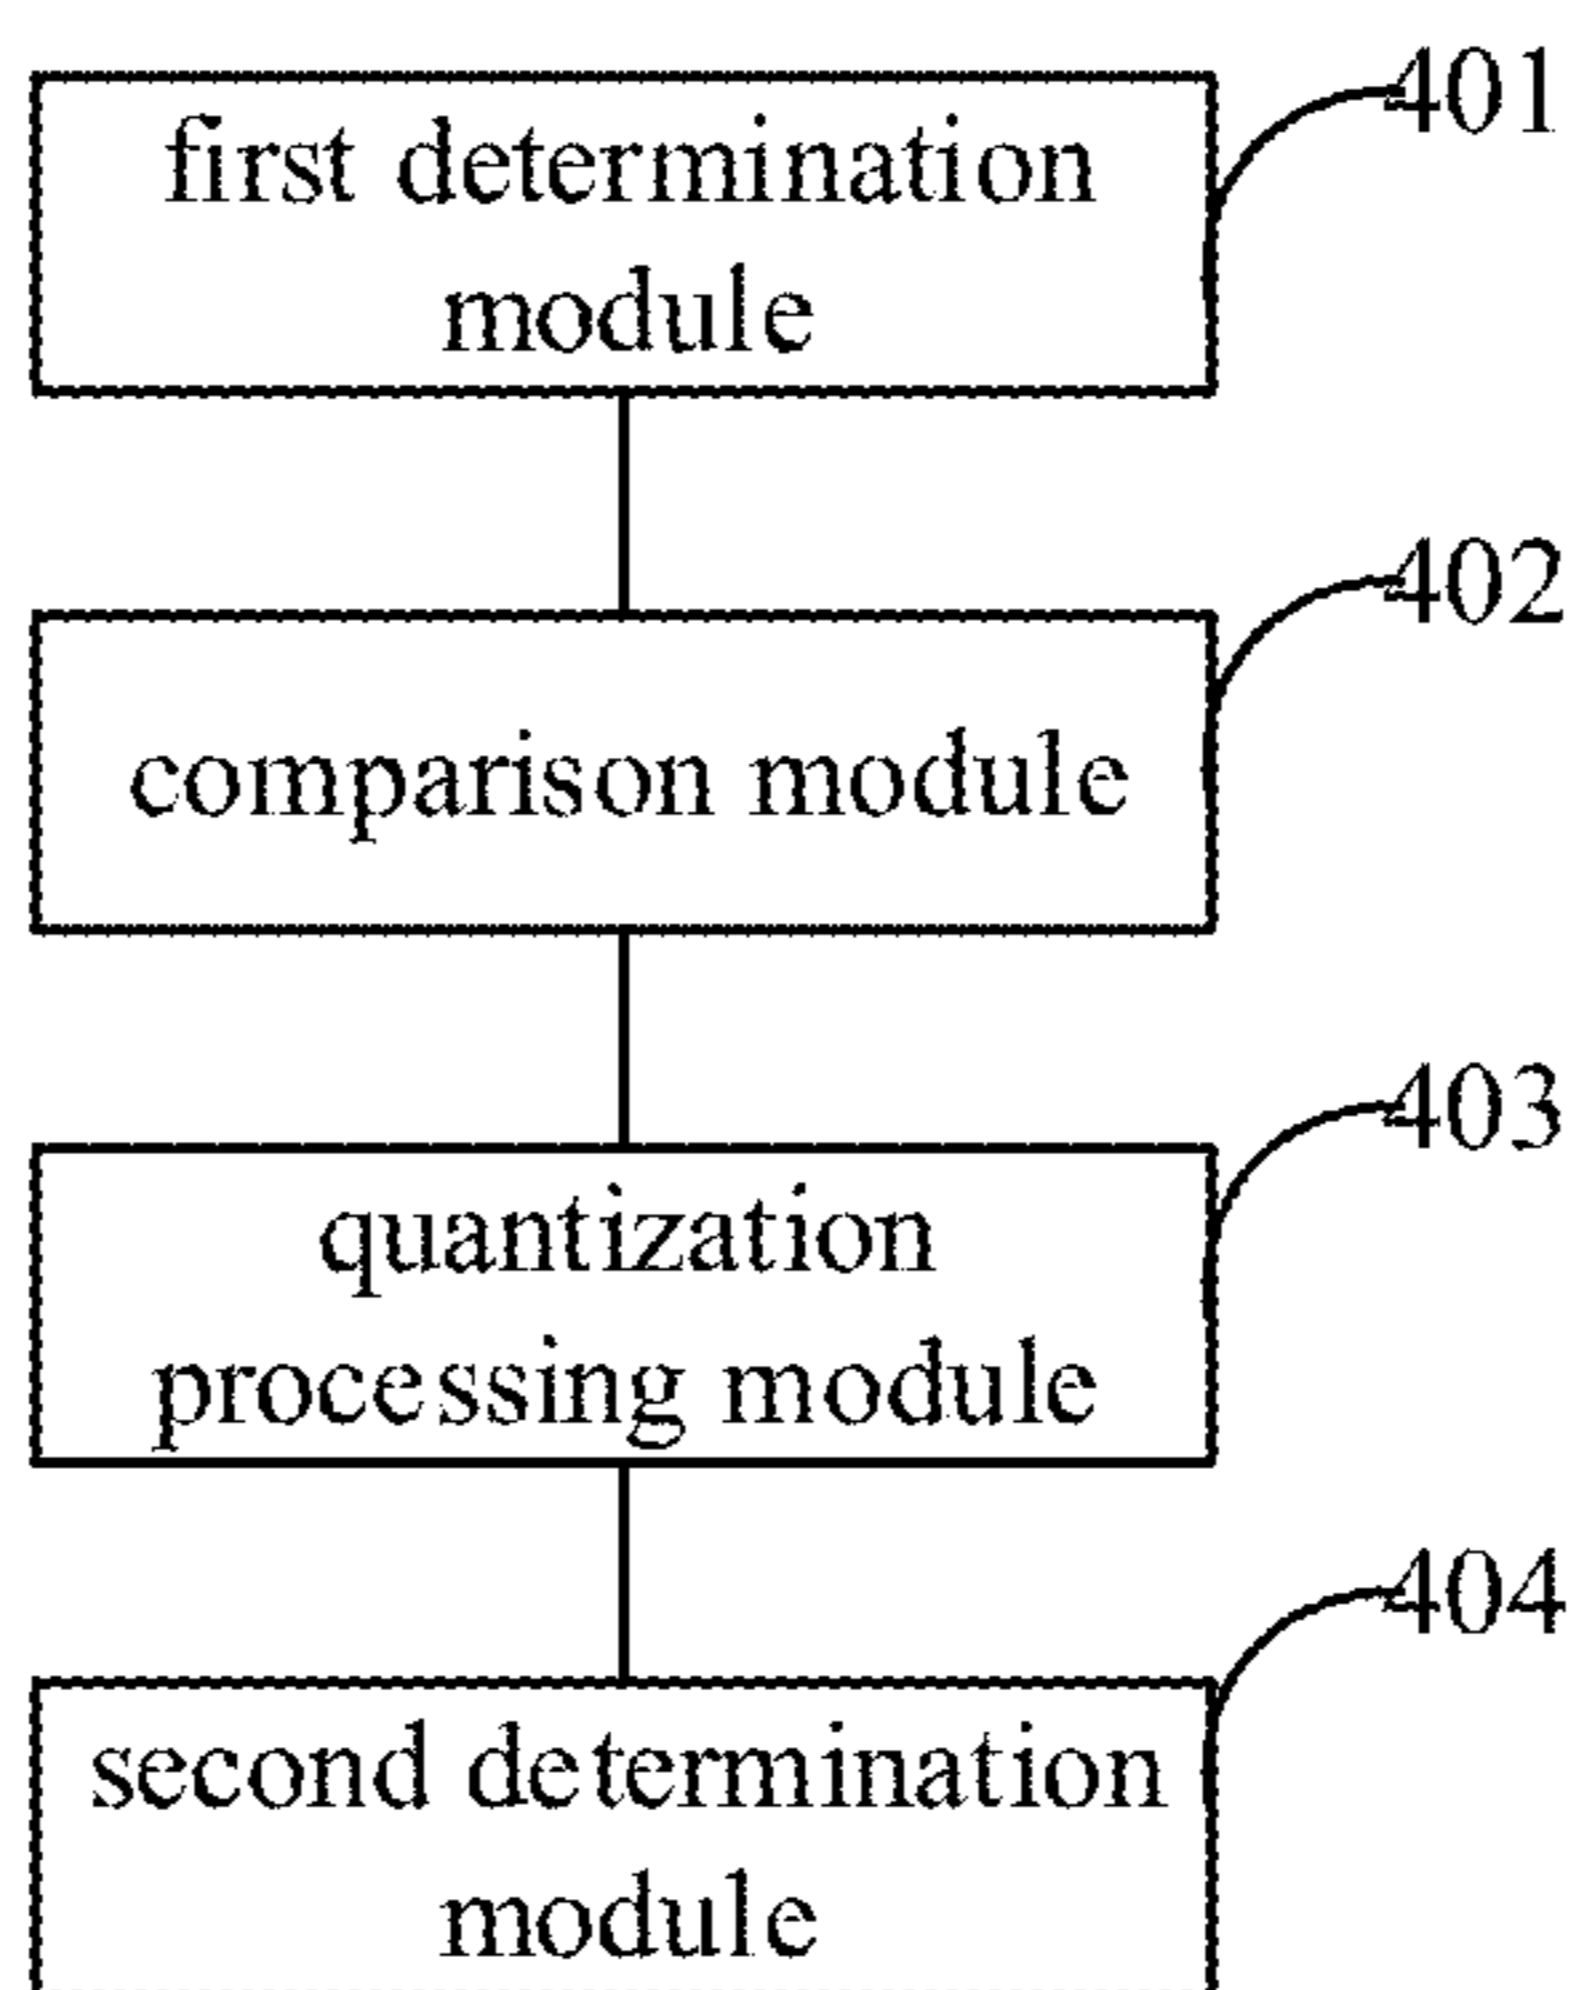 401
first determination
module
402
comparison module
403
quantization
processing module
404
second determination
module